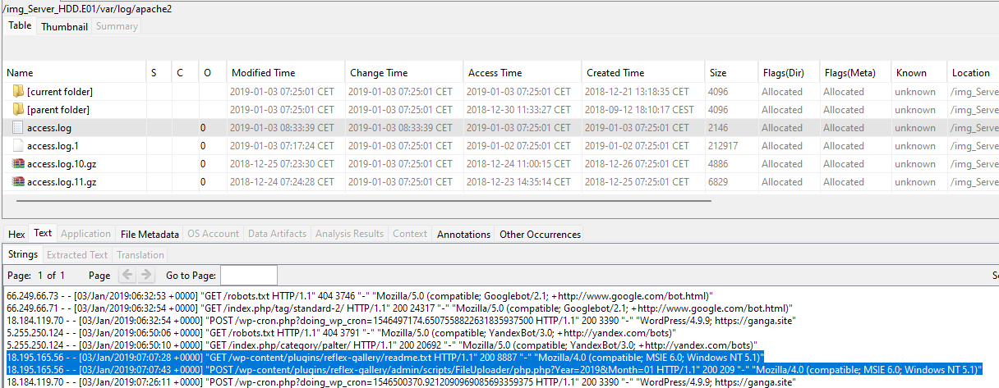 /img_Server_HDD.E01/var/log/apache2
Table Thumbnail Summary
Name S C O Modified Time Change Time Access Time Created Time Size Flags(Dir) Flags(Meta) Known Location
[current folder] 2019-01-03 07:25:01 CET 2019-01-03 07:25:01 CET 2019-01-03 07:25:01 CET 2018-12-21 13:18:35 CET 4096 Allocated Allocated unknown /img_Serve
[parent folder] 2019-01-03 07:25:01 CET 2019-01-03 07:25:01 CET 2018-12-30 11:33:27 CET 2018-09-12 18:10:17 CEST 4096 Allocated Allocated unknown /img_Serve
access.log 0 2019-01-03 08:33:39 CET 2019-01-03 08:33:39 CET 2019-01-03 07:25:01 CET 2019-01-03 07:25:01 CET 2146 Allocated Allocated unknown /img_Serve
access.log.1 0 2019-01-03 07:17:24 CET 2019-01-03 07:25:01 CET 2019-01-02 07:25:01 CET 2019-01-02 07:25:01 CET 212917 Allocated Allocated unknown /img_Serve
access.log.10.gz 0 2018-12-25 07:23:30 CET 2019-01-03 07:25:01 CET 2018-12-24 11:00:15 CET 2018-12-26 07:25:01 CET 4886 Allocated Allocated unknown /img_Serve
access.log.11.gz 0 2018-12-24 07:24:28 CET 2019-01-03 07:25:01 CET 2018-12-23 14:35:14 CET 2018-12-25 07:25:01 CET 6829 Allocated Allocated unknown /img_Serve
Hex Text Application File Metadata OS Account Data Artifacts Analysis Results Context Annotations Other Occurrences
Strings Extracted Text Translation
Page: 1 of 1 Page Go to Page:
66.249.66.73 - - [03/Jan/2019:06:32:53 +0000] "GET /robots.txt HTTP/1.1" 404 3746 "-" "Mozilla/5.0 (compatible; Googlebot/2.1; +http://www.google.com/bot.html)"
66.249.66.71 - - [03/Jan/2019:06:32:54 +0000] "GET /index.php/tag/standard-2/ HTTP/1.1" 200 24317 "-" "Mozilla/5.0 (compatible; Googlebot/2.1; +http://www.google.com/bot.html)"
18.184.119.70 - - [03/Jan/2019:06:32:54 +0000] "POST /wp-cron.php?doing_wp_cron=1546497174.6507558822631835937500 HTTP/1.1" 200 3390 "-" "WordPress/4.9.9; https://ganga.site"
5.255.250.124 - - [03/Jan/2019:06:50:06 +0000] "GET /robots.txt HTTP/1.1" 404 3791 "-" "Mozilla/5.0 (compatible; YandexBot/3.0; +http://yandex.com/bots)"
5.255.250.124 - - [03/Jan/2019:06:50:10 +0000] "GET /index.php/category/palter/ HTTP/1.1" 200 20692 "-" "Mozilla/5.0 (compatible; YandexBot/3.0; +http://yandex.com/bots)"
18.195.165.56 - - [03/Jan/2019:07:07:28 +0000] "GET /wp-content/plugins/reflex-gallery/readme.txt HTTP/1.1" 200 8887 "-" "Mozilla/4.0 (compatible; MSIE 6.0; Windows NT 5.1)"
18.195.165.56 - - [03/Jan/2019:07:07:43 +0000] "POST /wp-content/plugins/reflex-gallery/admin/scripts/FileUploader/php.php?Year=2019&Month=01 HTTP/1.1" 200 209 "-" "Mozilla/4.0 (compatible; MSIE 6.0; Windows NT 5.1)"
18.184.119.70 - - [03/Jan/2019:07:26:11 +0000] "POST /wp-cron.php?doing_wp_cron=1546500370.9212090969085693359375 HTTP/1.1" 200 3390 "-" "WordPress/4.9.9; https://ganga.site"